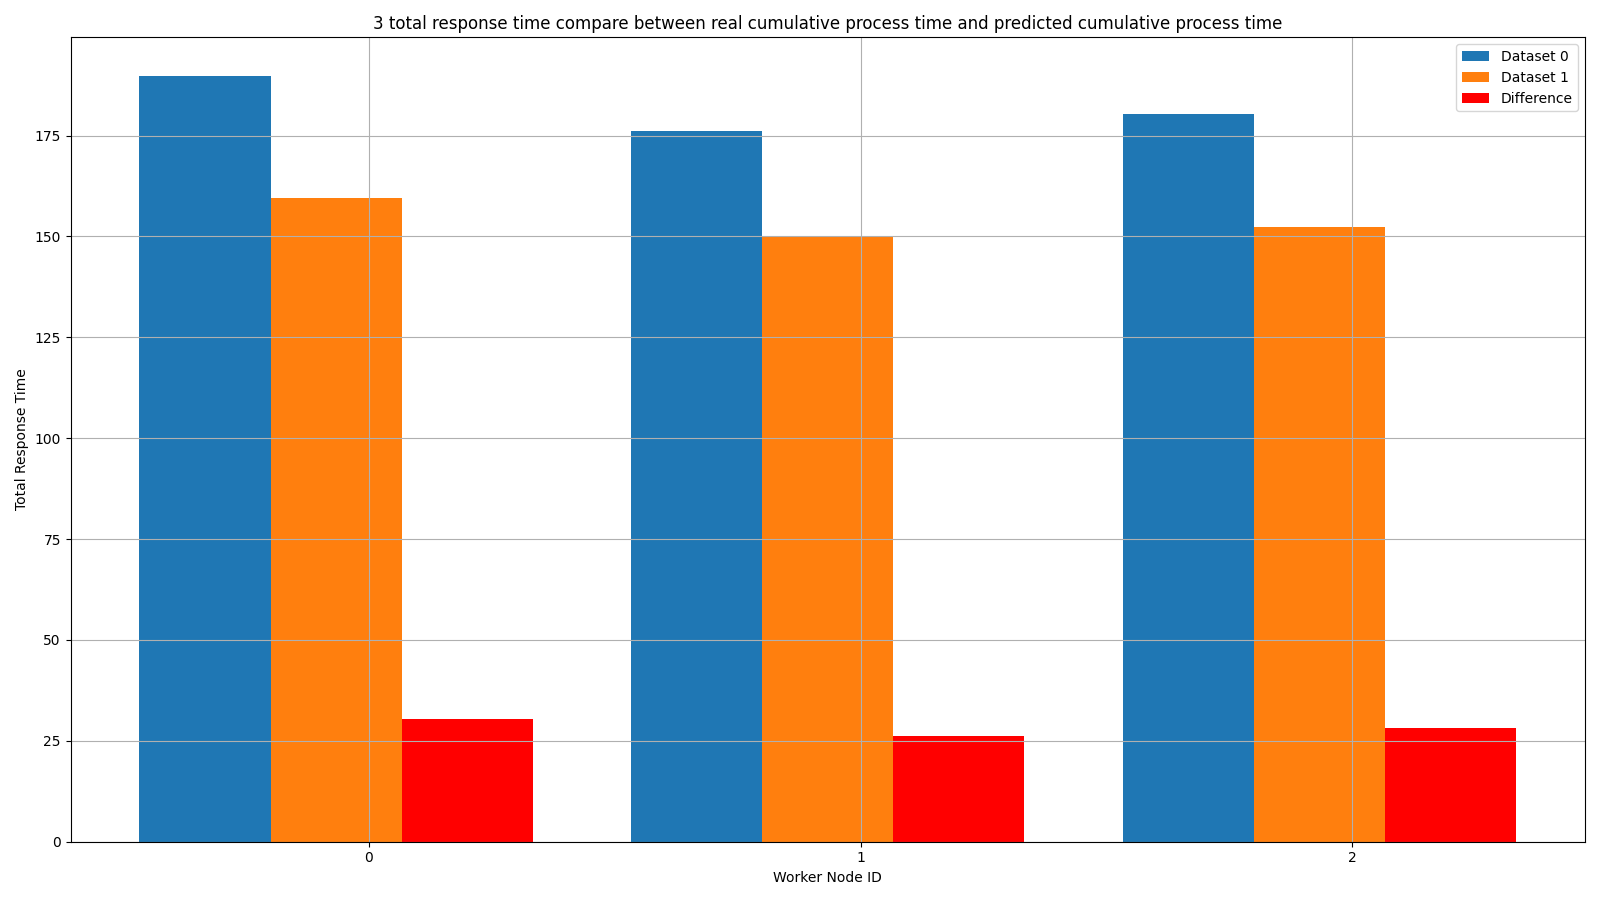 3 total response time compare between real cumulative process time and predicted cumulative process time
Dataset 0
Dataset 1
Difference
175
150
125
100
75
50
25
0
Total Response Time
0 1 2
Worker Node ID